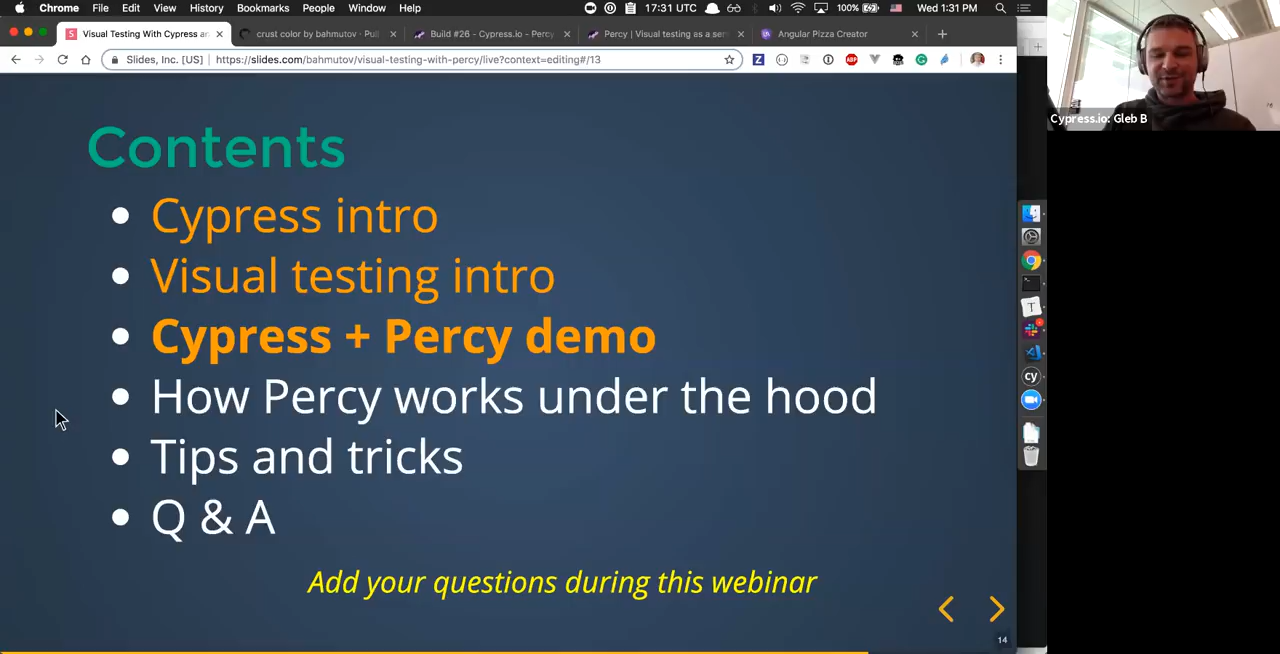 Chrome File Edit View History Bookmarks People Window Help
17:31 UTC
100%
Wed 1:31 PM
Visual Testing With Cypress an
crust color by bahmutov · Pull
Build #26 - Cypress.io - Percy
Percy | Visual testing as a ser
Angular Pizza Creator
Slides, Inc. [US] https://slides.com/bahmutov/visual-testing-with-percy/live?context=editing#/13
Cypress.io: Gleb B
Contents
Cypress intro
Visual testing intro
Cypress + Percy demo
How Percy works under the hood
Tips and tricks
Q & A
Add your questions during this webinar
14